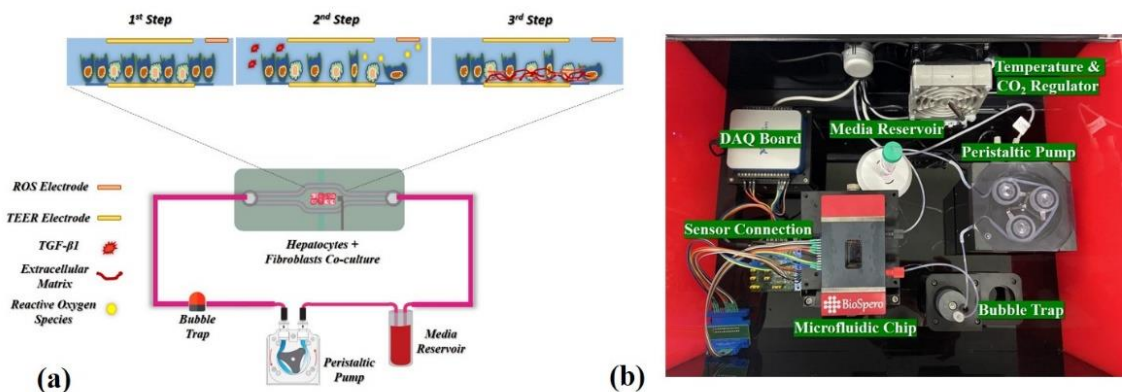 1st Step
2nd Step
3rd Step
ROS Electrode
TEER Electrode
TGF-β1
Extracellular
Matrix
Reactive Oxygen
Species
Hepatocytes +
Fibroblasts Co-culture
Bubble
Trap
Peristaltic
Pump
Media
Reservoir
(a)
Temperature &
CO₂ Regulator
Media Reservoir
DAQ Board
Peristaltic Pump
Sensor Connection
BioSpero
Bubble Trap
Microfluidic Chip
(b)